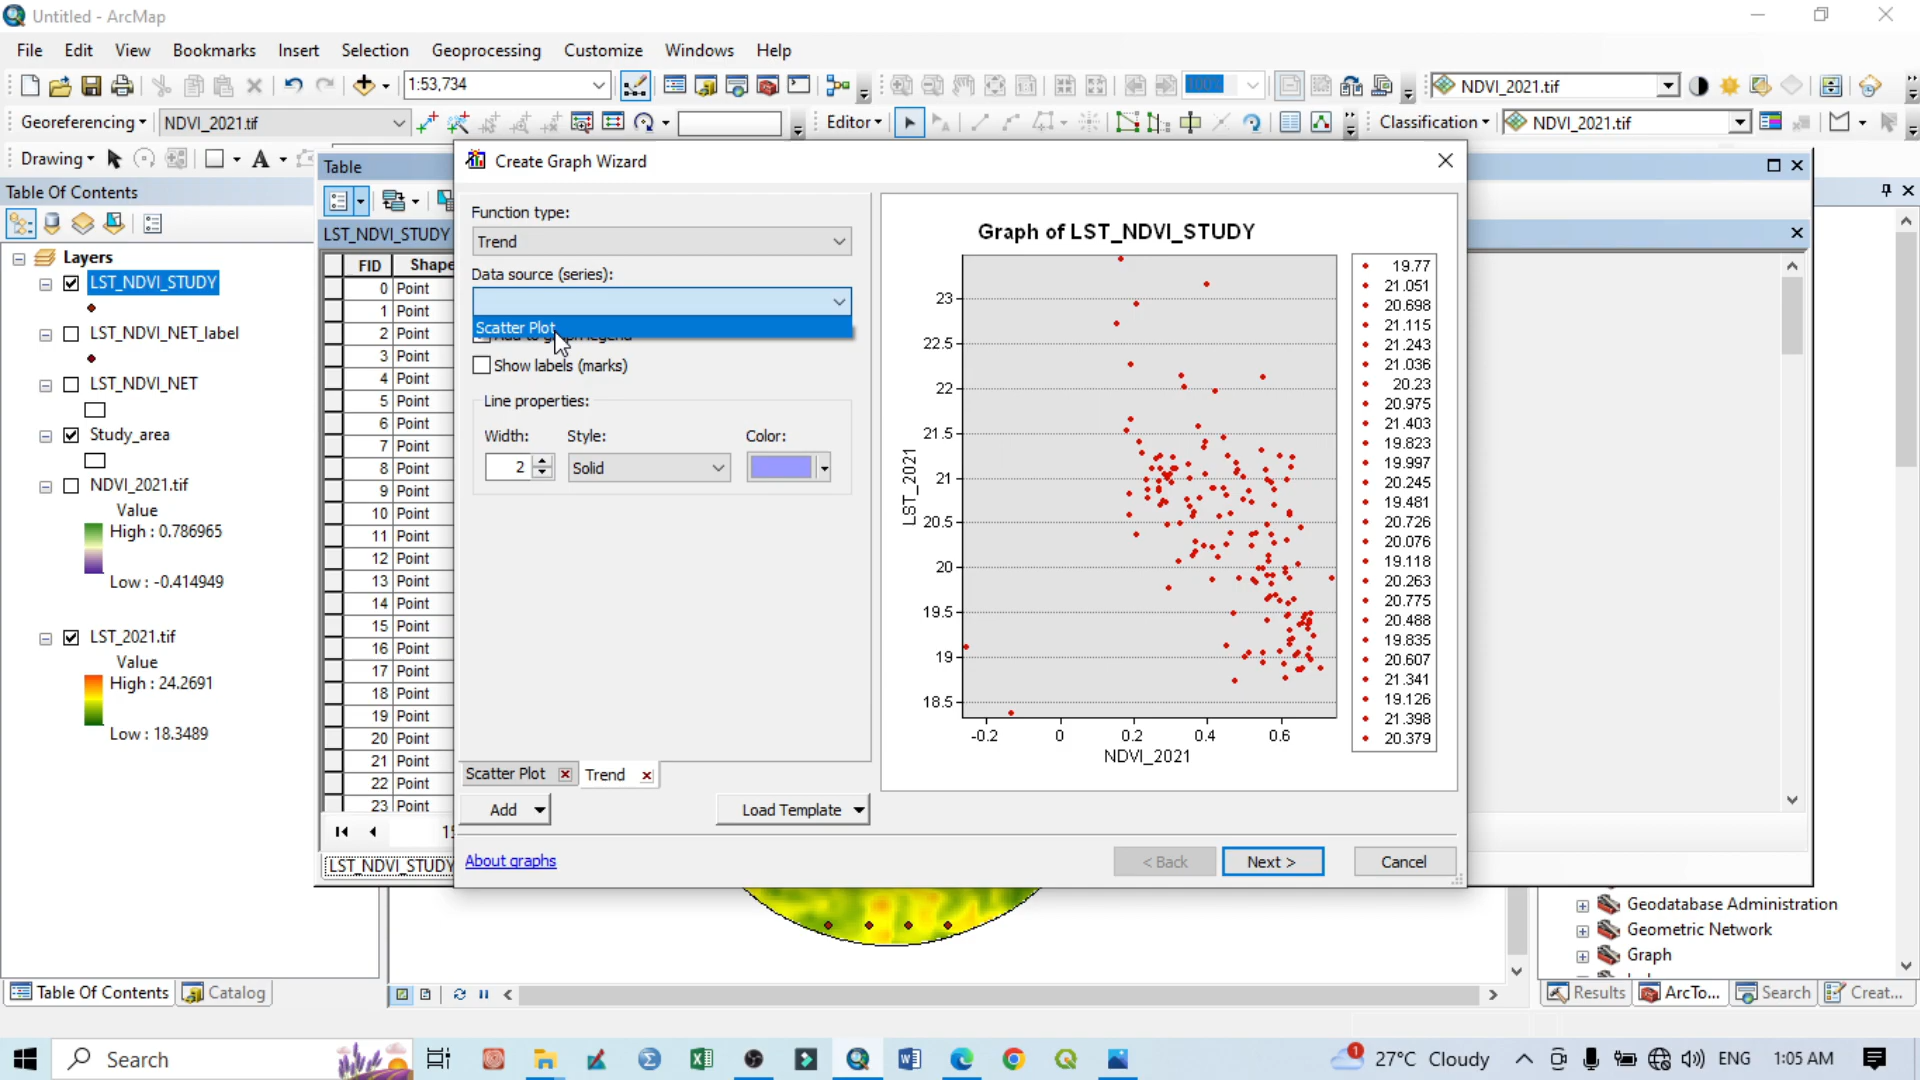 Untitled - ArcMap
File Edit View Bookmarks Insert Selection Geoprocessing Customize Windows Help
1:53,734 100% NDVI_2021.tif
Georeferencing NDVI_2021.tif Editor Classification NDVI_2021.tif
Drawing A
Table
Table Of Contents
Layers
LST_NDVI_STUDY
LST_NDVI_NET_label
LST_NDVI_NET
Study_area
NDVI_2021.tif
Value
High : 0.786965
Low : -0.414949
LST_2021.tif
Value
High : 24.2691
Low : 18.3489
Table Of Contents Catalog
LST_NDVI_STUDY
FID Shape
0 Point
1 Point
2 Point
3 Point
4 Point
5 Point
6 Point
7 Point
8 Point
9 Point
10 Point
11 Point
12 Point
13 Point
14 Point
15 Point
16 Point
17 Point
18 Point
19 Point
20 Point
21 Point
22 Point
23 Point
LST_NDVI_STUDY
Create Graph Wizard
Function type:
Trend
Data source (series):
Scatter Plot
Show labels (marks)
Line properties:
Width: Style: Color:
2 Solid
Scatter Plot Trend
Add Load Template
About graphs
< Back Next > Cancel
Graph of LST_NDVI_STUDY
23
22.5
22
21.5
21
20.5
20
19.5
19
18.5
LST_2021
-0.2 0 0.2 0.4 0.6
NDVI_2021
19.77
21.051
20.698
21.115
21.243
21.036
20.23
20.975
21.403
19.823
19.997
20.245
19.481
20.726
20.076
19.118
20.263
20.775
20.488
19.835
20.607
21.341
19.126
21.398
20.379
Geodatabase Administration
Geometric Network
Graph
Results ArcTo... Search Creat...
Search
27°C Cloudy ENG 1:05 AM